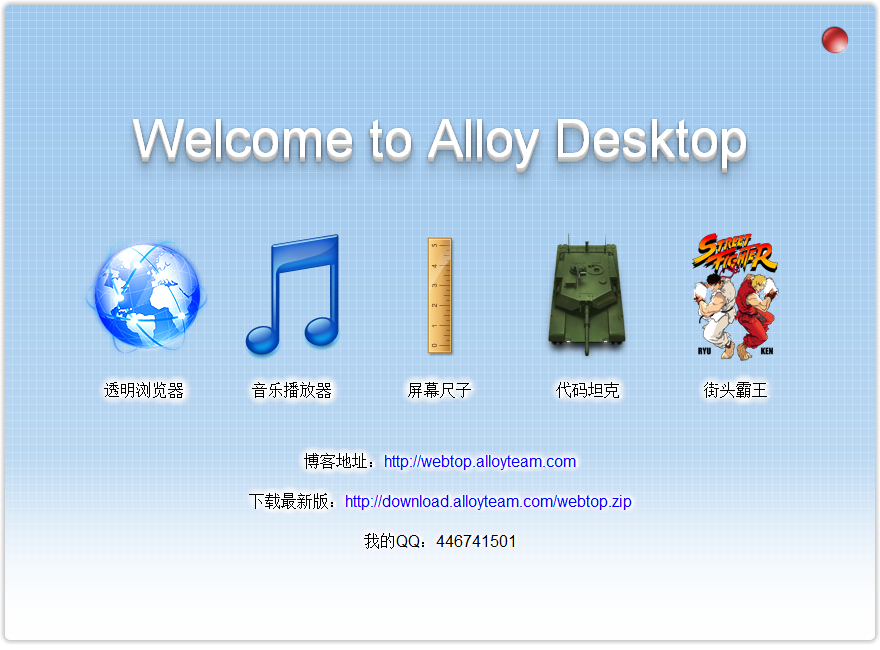 Welcome to Alloy Desktop
STREET
FIGHTER
RYU KEN
透明浏览器 音乐播放器 屏幕尺子 代码坦克 街头霸王
博客地址：http://webtop.alloyteam.com
下载最新版：http://download.alloyteam.com/webtop.zip
我的QQ：446741501